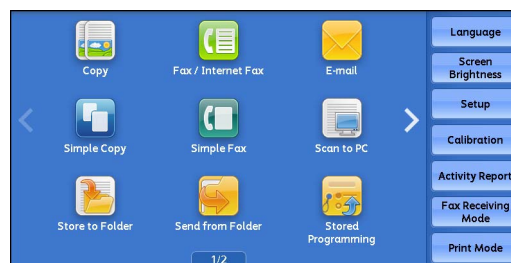 Copy
Fax / Internet Fax
E-mail
Simple Copy
Simple Fax
Scan to PC
Store to Folder
Send from Folder
Stored
Programming
1/2
Language
Screen
Brightness
Setup
Calibration
Activity Report
Fax Receiving
Mode
Print Mode